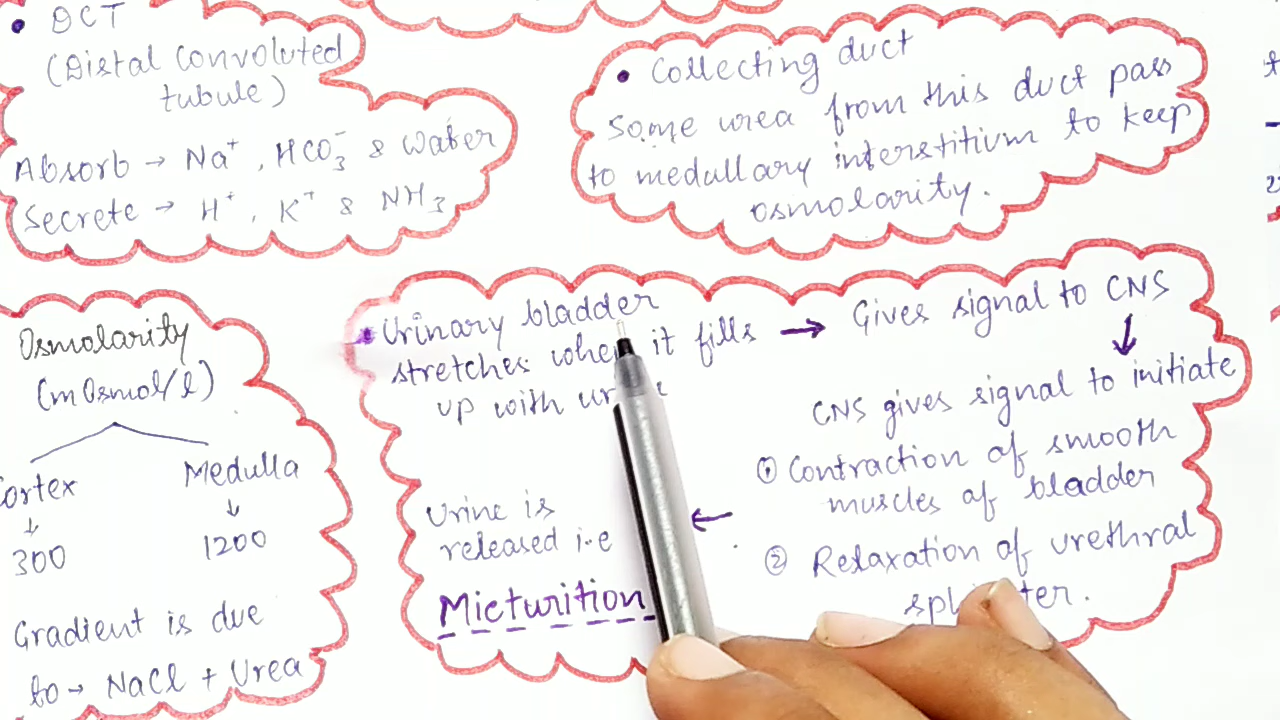 • DCT
(Distal convoluted
tubule)
Absorb → Na⁺, HCO₃⁻ & Water
Secrete → H⁺, K⁺ & NH₃
• Collecting duct
Some urea from this duct pass
to medullary interstitium to keep
osmolarity.
Osmolarity
(mOsmol/l)
Medulla
↓
300
↓
1200
Gradient is due
to → NaCl + Urea
• Urinary bladder
stretches when it fills
up with
→ Gives signal to CNS
↓
CNS gives signal to initiate
① Contraction of smooth
muscles of bladder
② Relaxation of urethral
←
Urine is
released i.e
Micturition